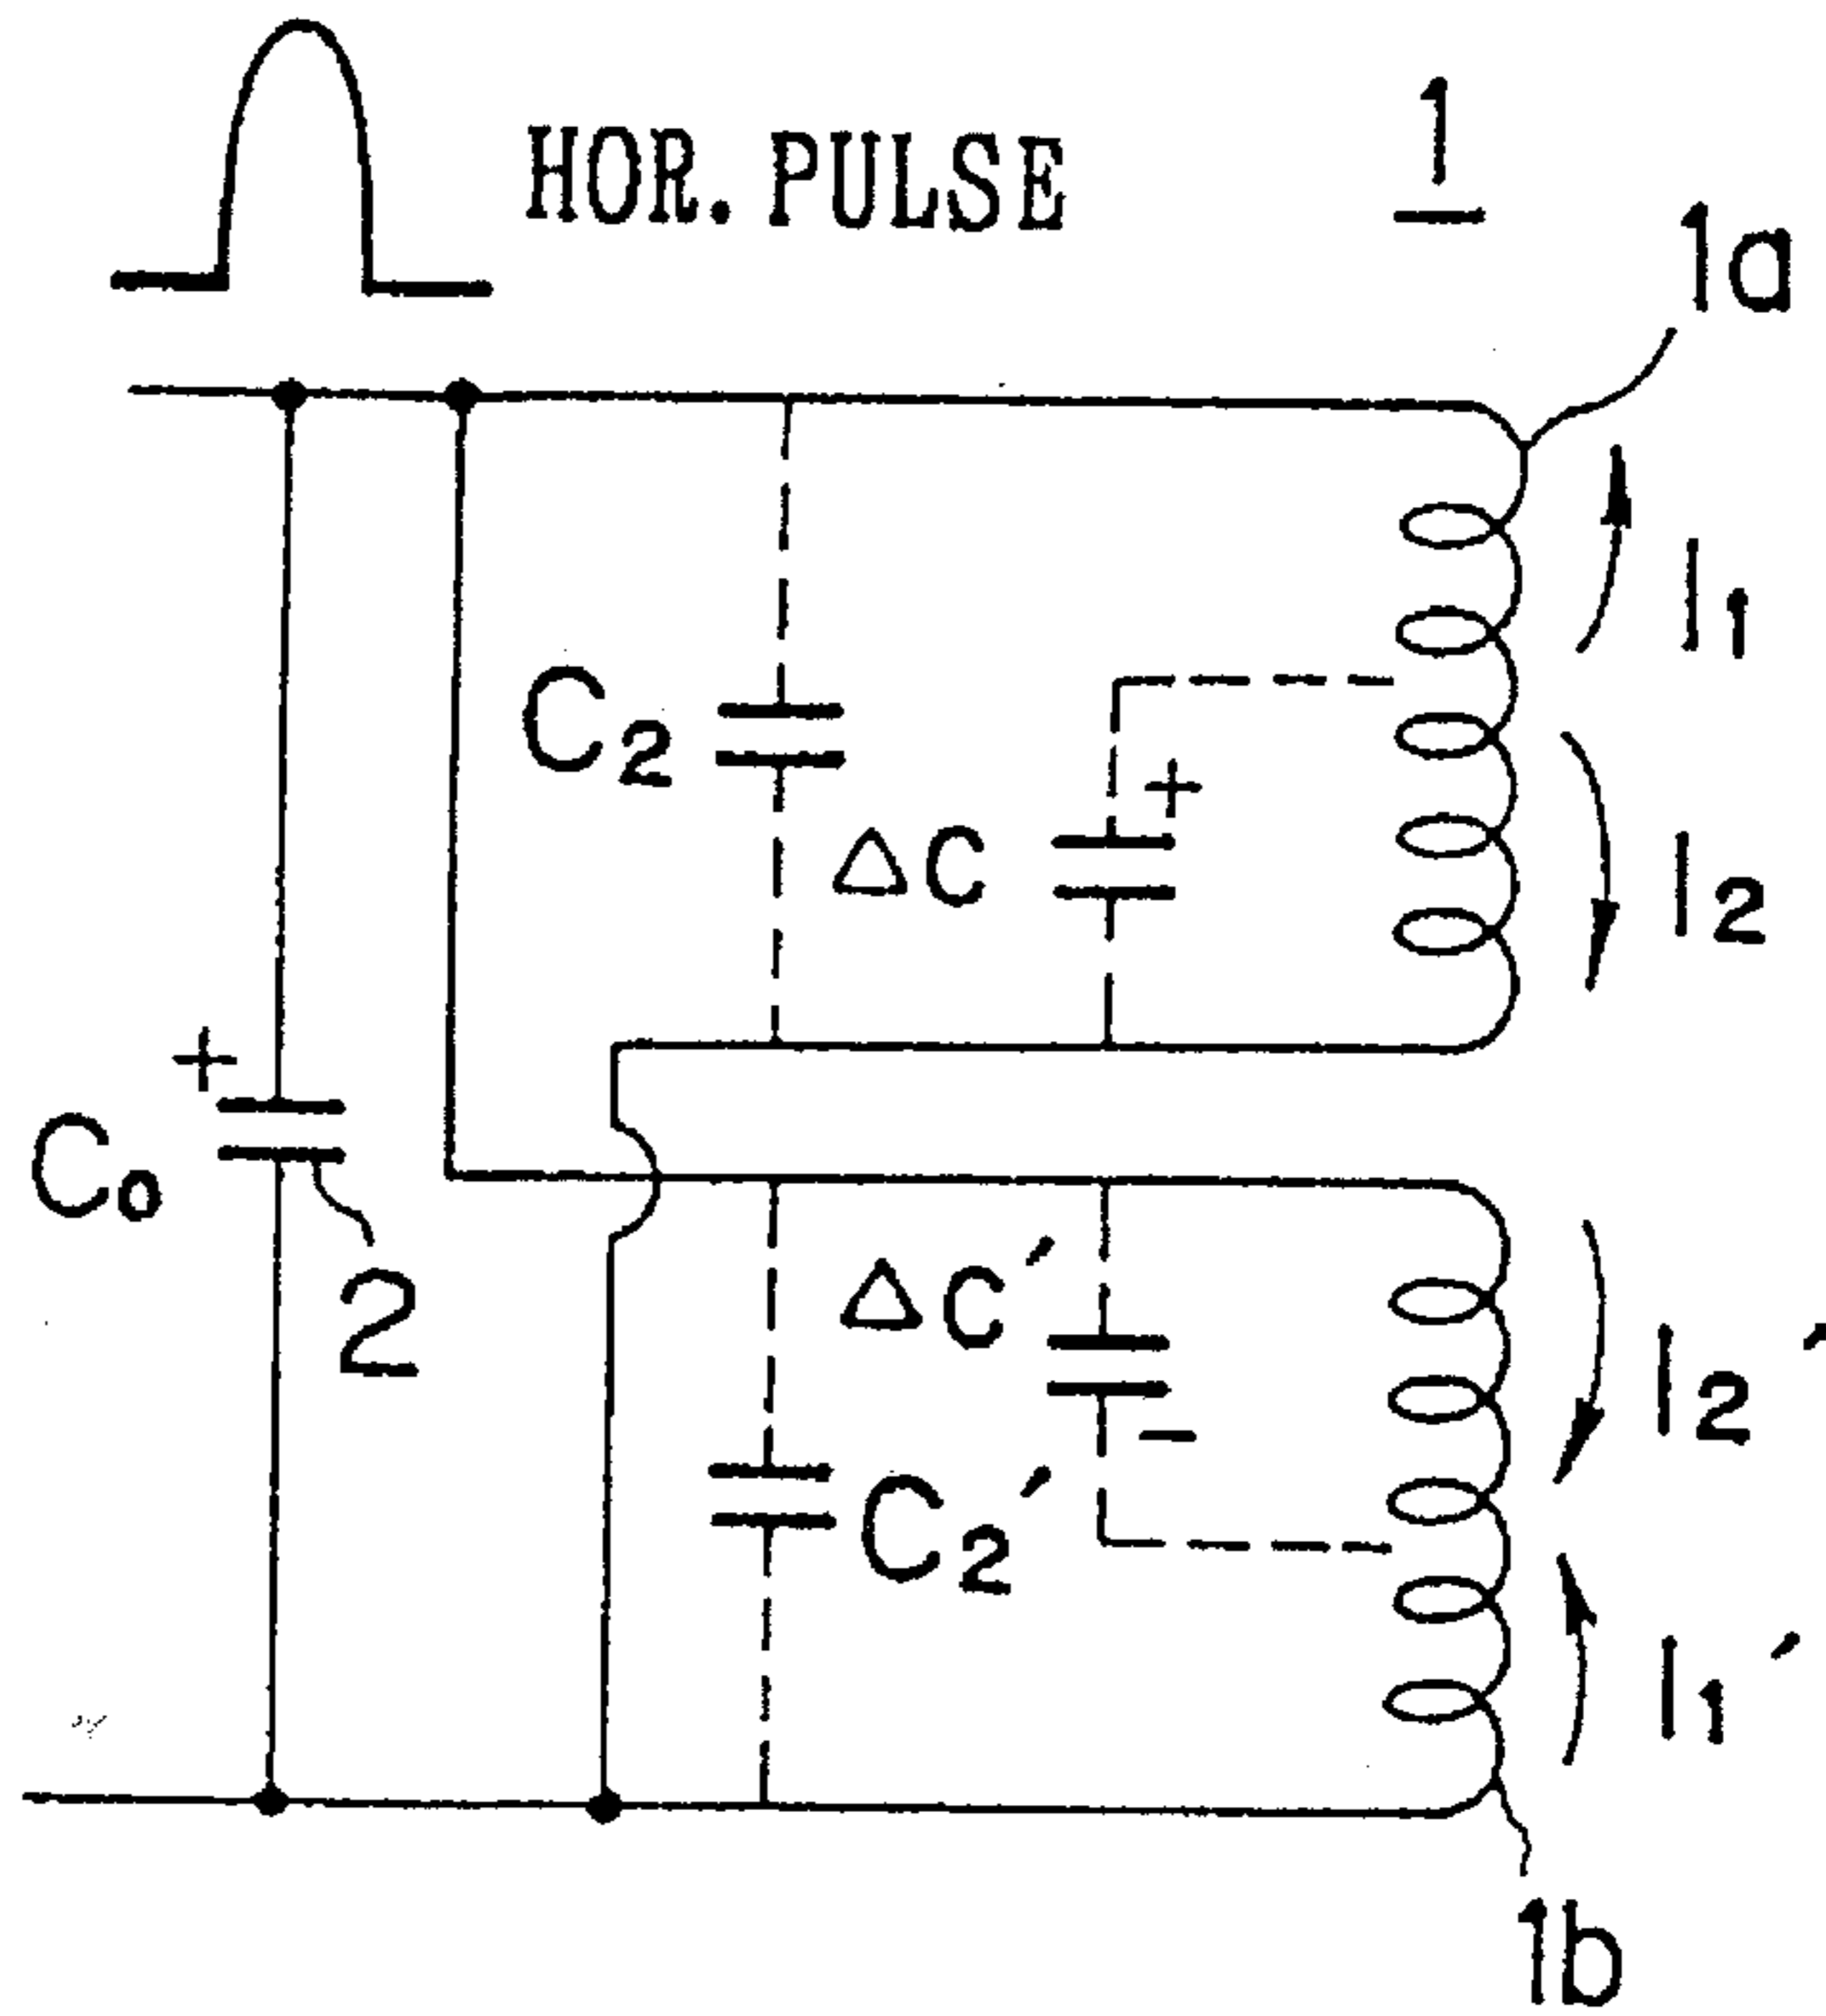 HOR. PULSE
1
1a
I1
C2
+
ΔC
I2
+
C0
2
ΔC'
I2'
-
C2'
I1'
1b